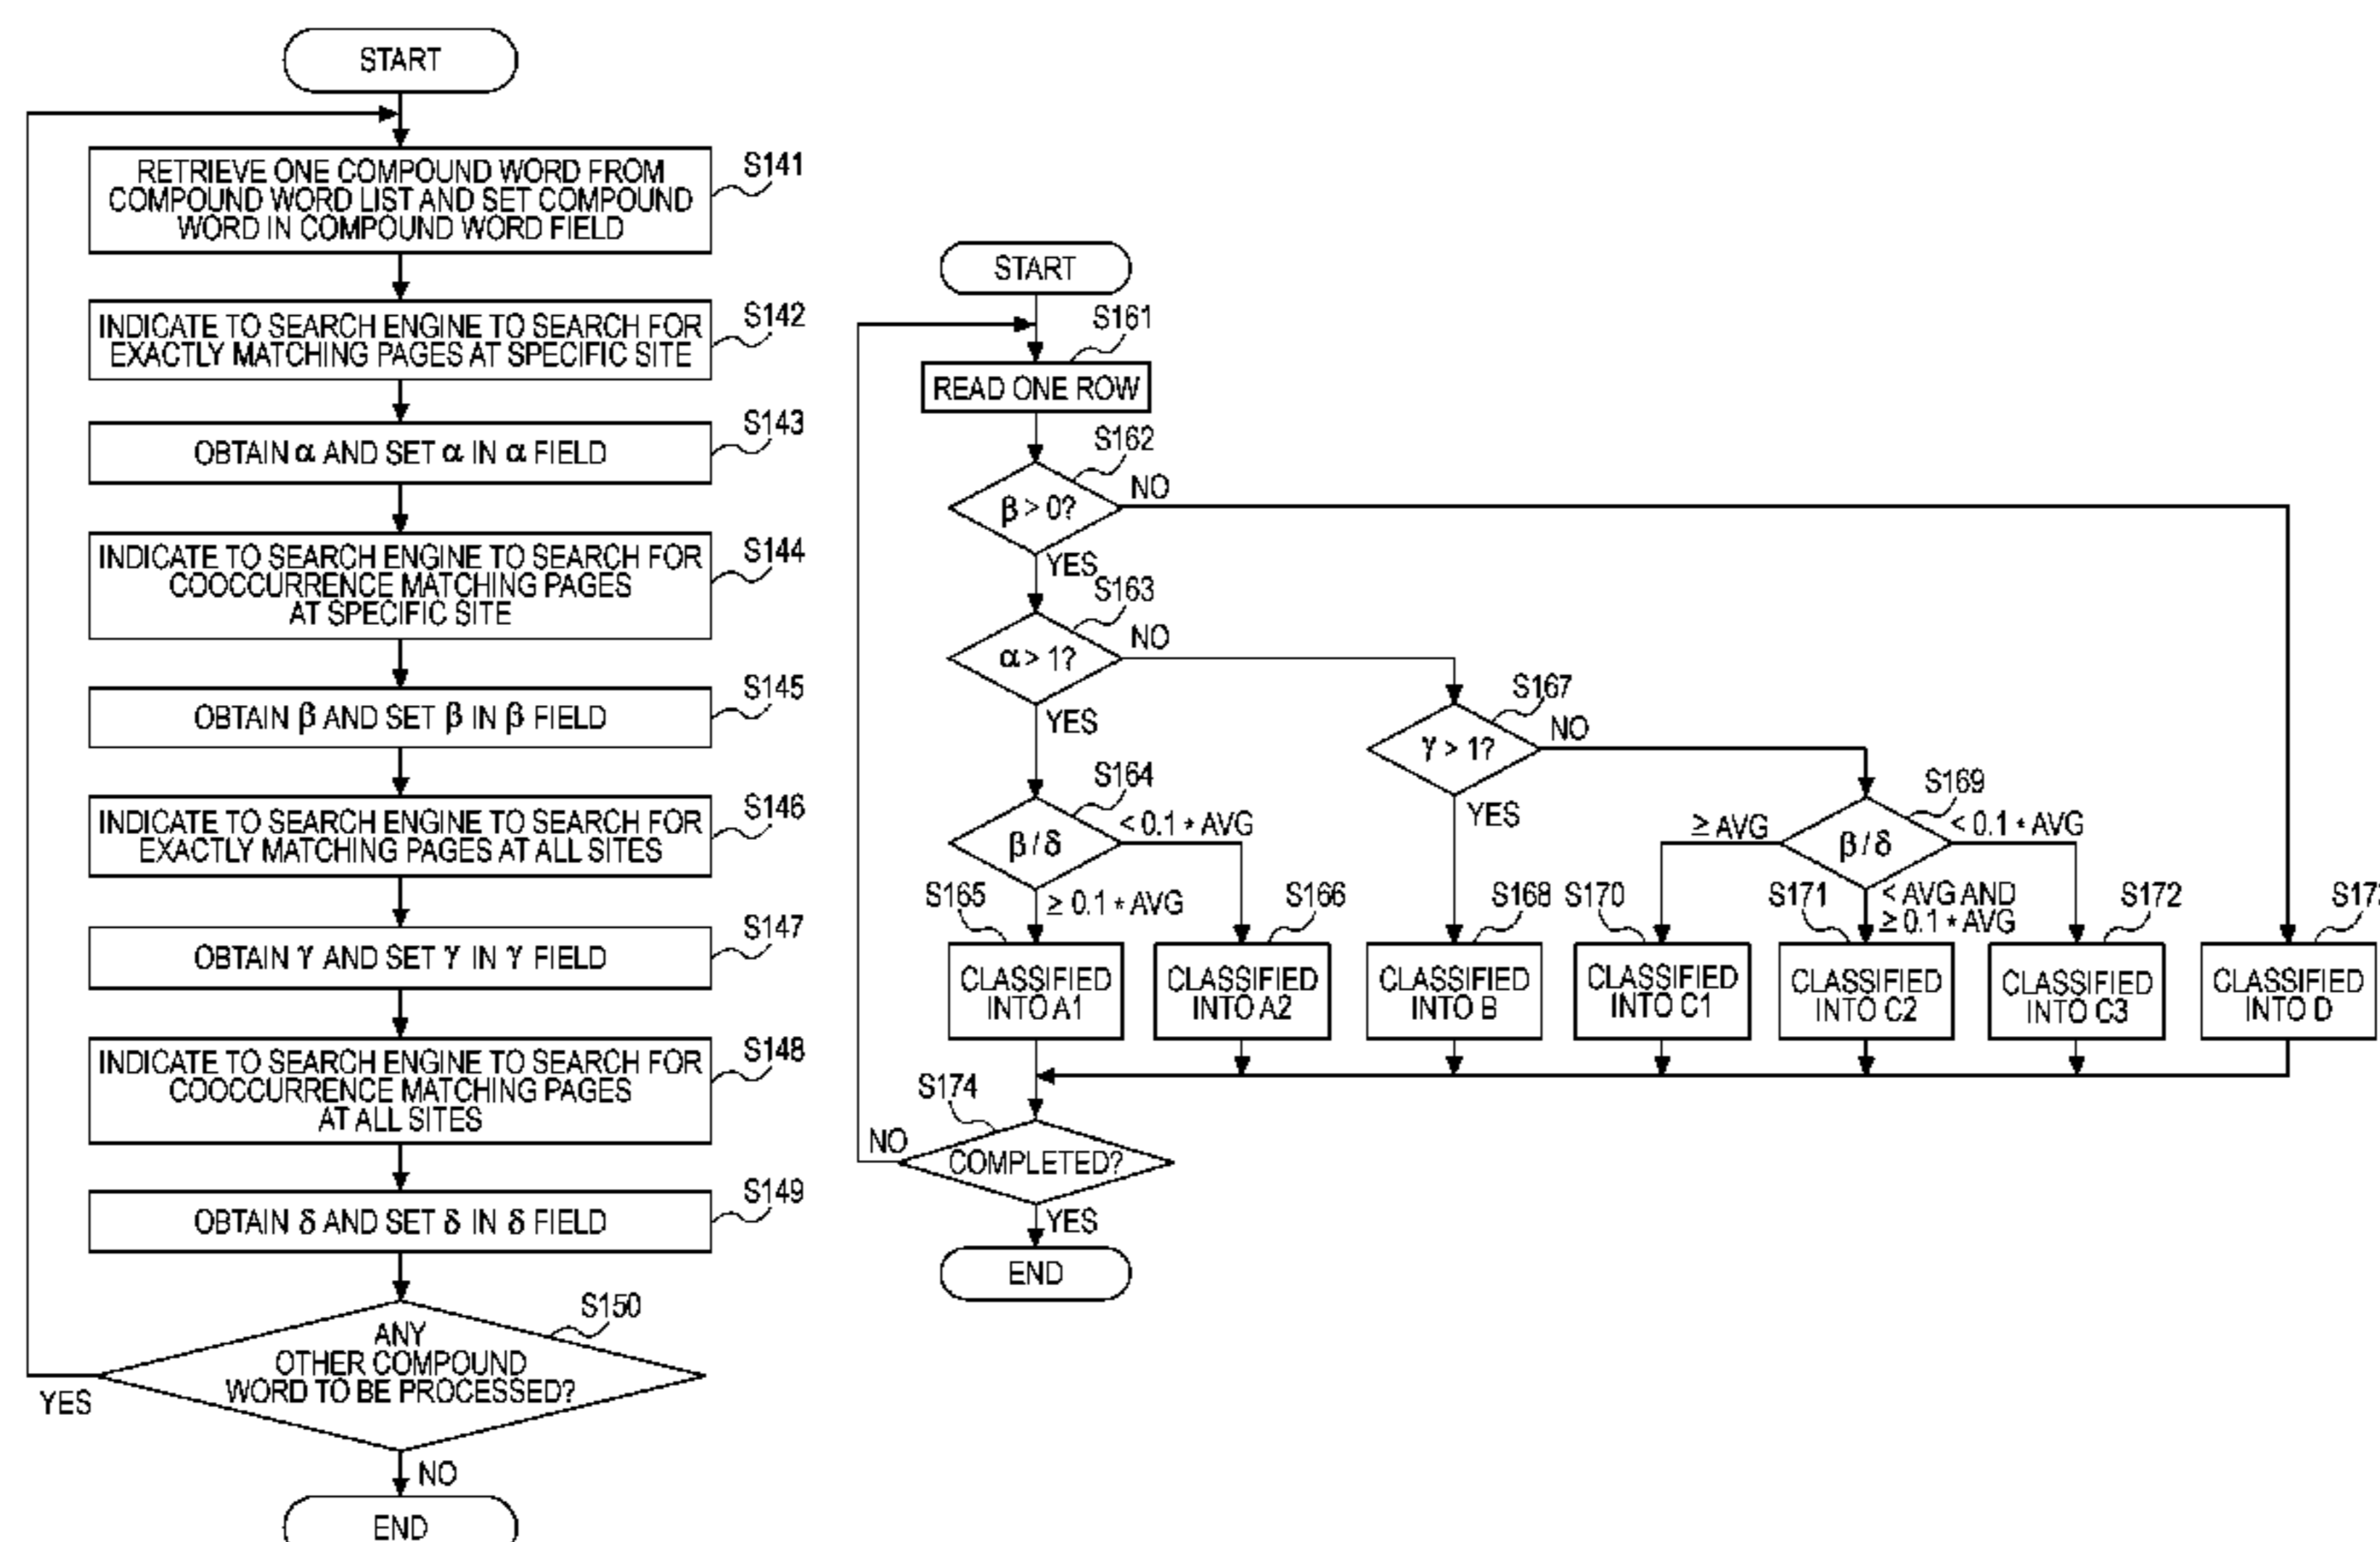 START
S141
RETRIEVE ONE COMPOUND WORD FROM
COMPOUND WORD LIST AND SET COMPOUND
WORD IN COMPOUND WORD FIELD
S142
INDICATE TO SEARCH ENGINE TO SEARCH FOR
EXACTLY MATCHING PAGES AT SPECIFIC SITE
S143
OBTAIN α AND SET α IN α FIELD
S144
INDICATE TO SEARCH ENGINE TO SEARCH FOR
COOCCURRENCE MATCHING PAGES
AT SPECIFIC SITE
S145
OBTAIN β AND SET β IN β FIELD
S146
INDICATE TO SEARCH ENGINE TO SEARCH FOR
EXACTLY MATCHING PAGES AT ALL SITES
S147
OBTAIN γ AND SET γ IN γ FIELD
S148
INDICATE TO SEARCH ENGINE TO SEARCH FOR
COOCCURRENCE MATCHING PAGES
AT ALL SITES
S149
OBTAIN δ AND SET δ IN δ FIELD
S150
ANY
OTHER COMPOUND
WORD TO BE PROCESSED?
YES
NO
END
START
S161
READ ONE ROW
S162
β > 0?
NO
YES
S163
α > 1?
NO
YES
S167
γ > 1?
NO
YES
S164
β / δ
< 0.1 * AVG
≥ 0.1 * AVG
S169
β / δ
≥ AVG
< 0.1 * AVG
< AVG AND
≥ 0.1 * AVG
S165
CLASSIFIED
INTO A1
S166
CLASSIFIED
INTO A2
S168
CLASSIFIED
INTO B
S170
CLASSIFIED
INTO C1
S171
CLASSIFIED
INTO C2
S172
CLASSIFIED
INTO C3
CLASSIFIED
INTO D
S174
COMPLETED?
NO
YES
END